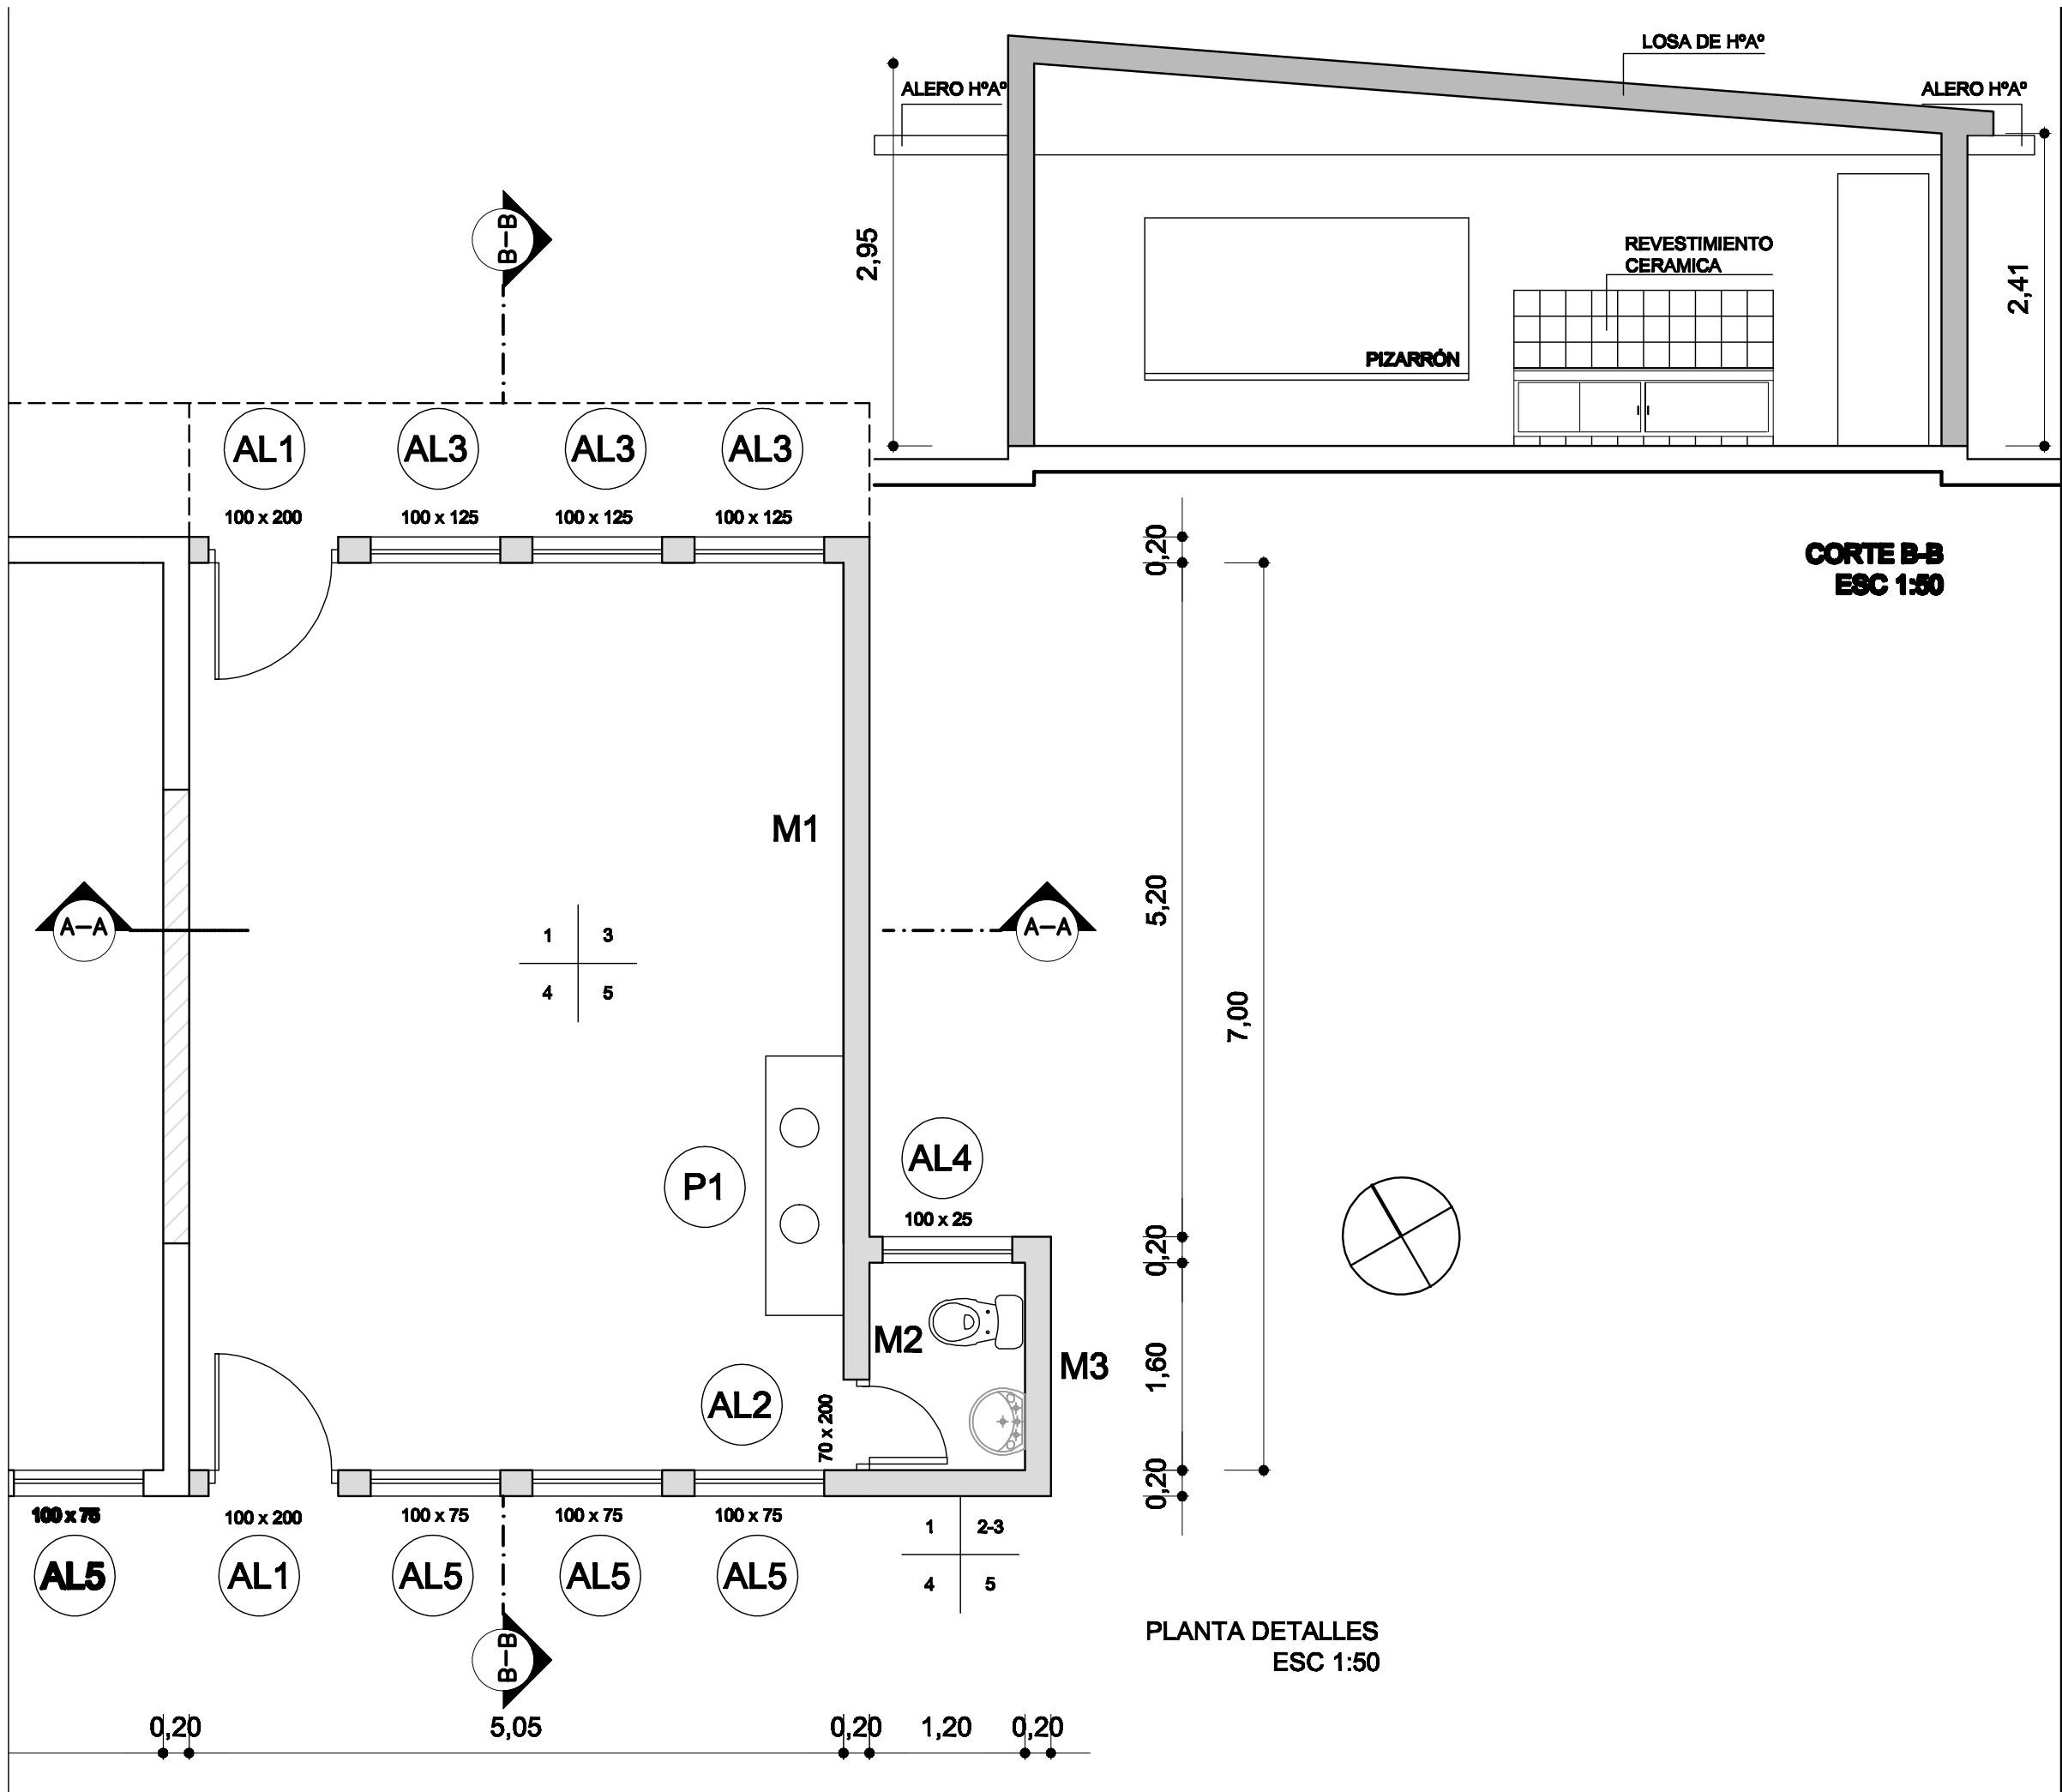 LOSA DE HºAº
ALERO HºAº
ALERO HºAº
2,95
REVESTIMIENTO
CERAMICA
2,41
PIZARRÓN
CORTE B-B
ESC 1:50
B-B
AL1
AL3
AL3
AL3
100 x 200
100 x 125
100 x 125
100 x 125
0,20
M1
5,20
A-A
A-A
1
3
4
5
7,00
P1
AL4
100 x 25
0,20
M2
M3
1,60
AL2
70 x 200
0,20
100 x 75
100 x 200
100 x 75
100 x 75
100 x 75
1
2-3
4
5
AL5
AL1
AL5
AL5
AL5
B-B
PLANTA DETALLES
ESC 1:50
0,20
5,05
0,20
1,20
0,20